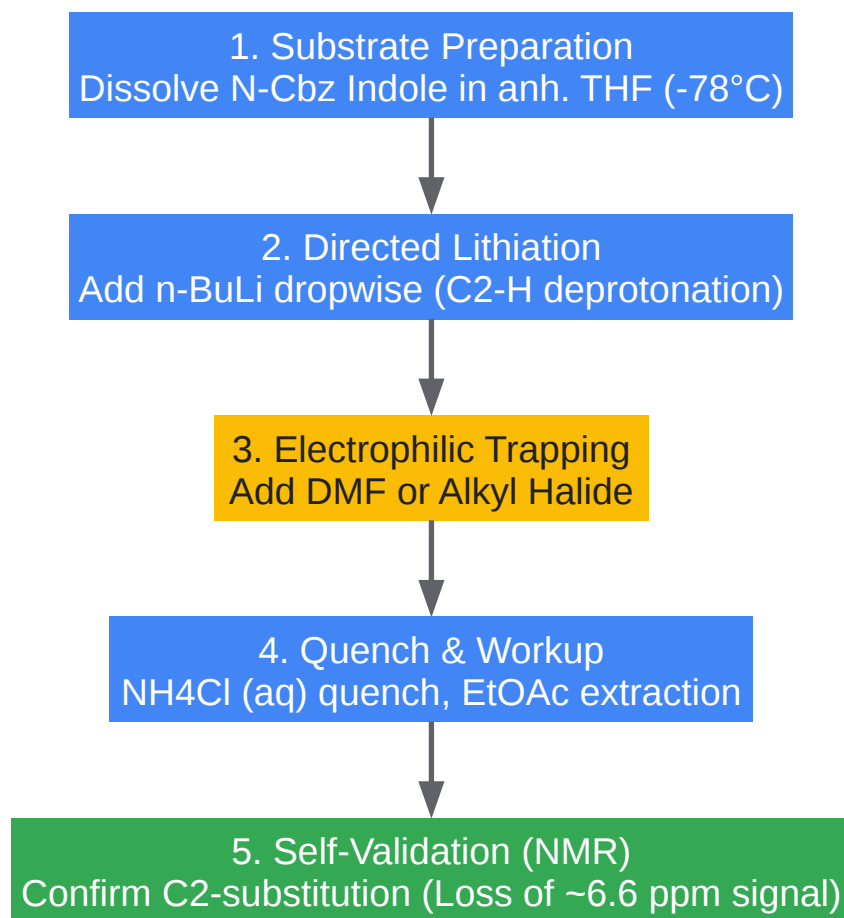 1. Substrate Preparation
Dissolve N-Cbz Indole in anh. THF (-78°C)
2. Directed Lithiation
Add n-BuLi dropwise (C2-H deprotonation)
3. Electrophilic Trapping
Add DMF or Alkyl Halide
4. Quench & Workup
NH4Cl (aq) quench, EtOAc extraction
5. Self-Validation (NMR)
Confirm C2-substitution (Loss of ~6.6 ppm signal)